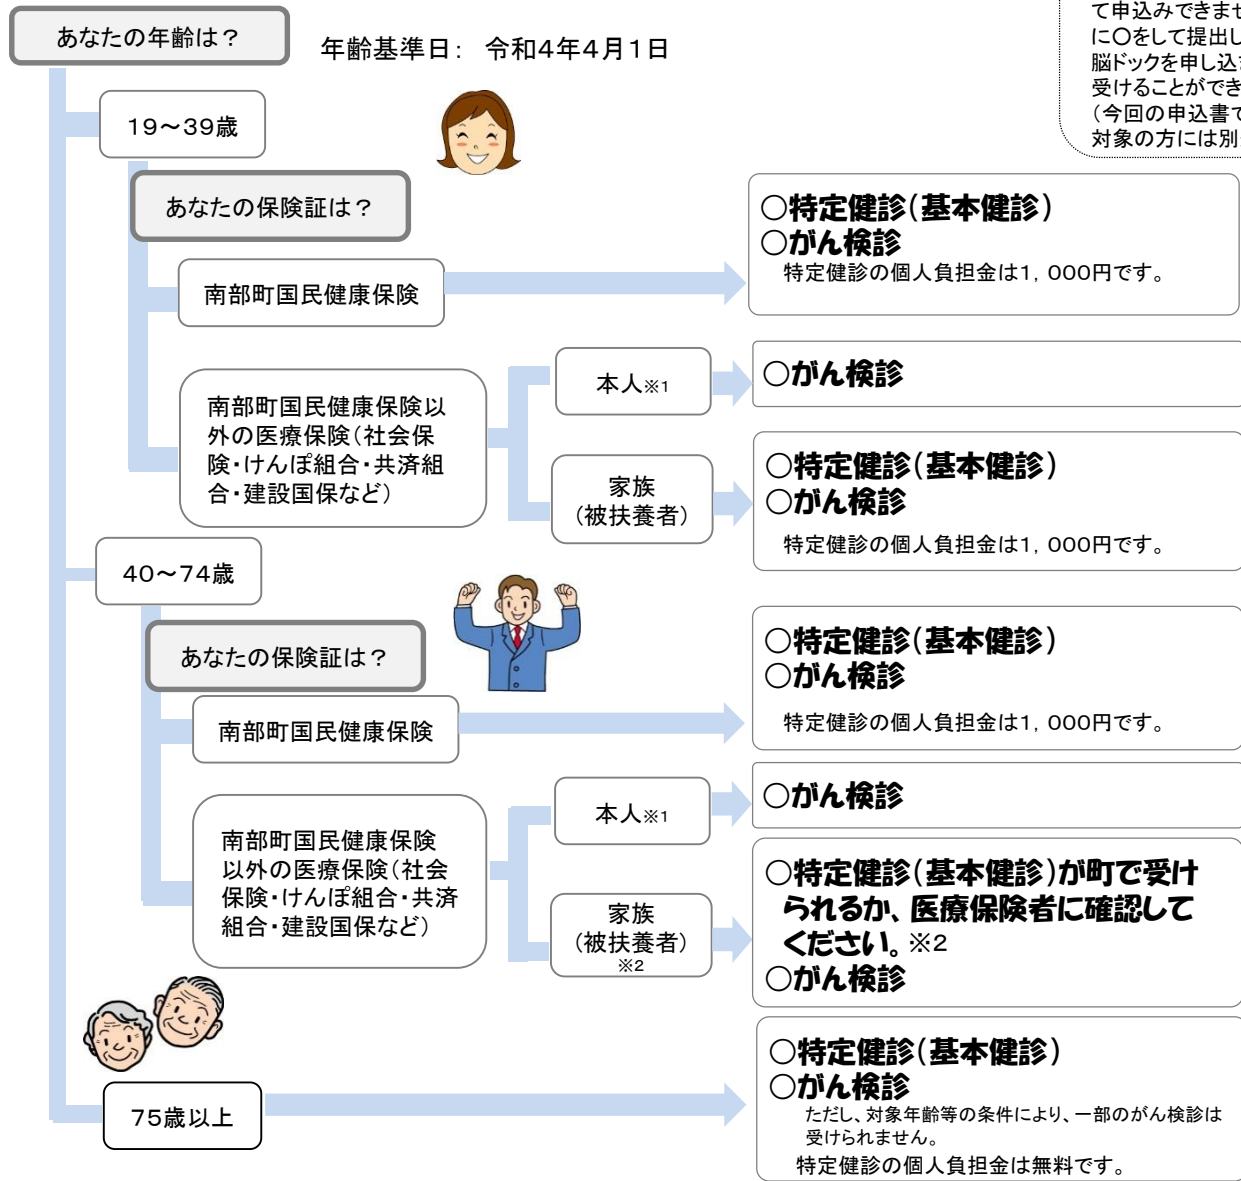 て申込みできませ
に○をして提出し
脳ドックを申し込
受けることができ
（今回の申込書で
対象の方には別
あなたの年齢は？
年齢基準日： 令和4年4月1日
19～39歳
あなたの保険証は？
南部町国民健康保険
○特定健診（基本健診）
○がん検診
特定健診の個人負担金は1，000円です。
南部町国民健康保険以
外の医療保険（社会保
険・けんぽ組合・共済組
合・建設国保など）
本人※1
○がん検診
家族
（被扶養者）
○特定健診（基本健診）
○がん検診
特定健診の個人負担金は1，000円です。
40～74歳
あなたの保険証は？
南部町国民健康保険
○特定健診（基本健診）
○がん検診
特定健診の個人負担金は1，000円です。
南部町国民健康保険
以外の医療保険（社会
保険・けんぽ組合・共済
組合・建設国保など）
本人※1
○がん検診
家族
（被扶養者）
※2
○特定健診（基本健診）が町で受け
られるか、医療保険者に確認して
ください。※2
○がん検診
75歳以上
○特定健診（基本健診）
○がん検診
ただし、対象年齢等の条件により、一部のがん検診は
受けられません。
特定健診の個人負担金は無料です。